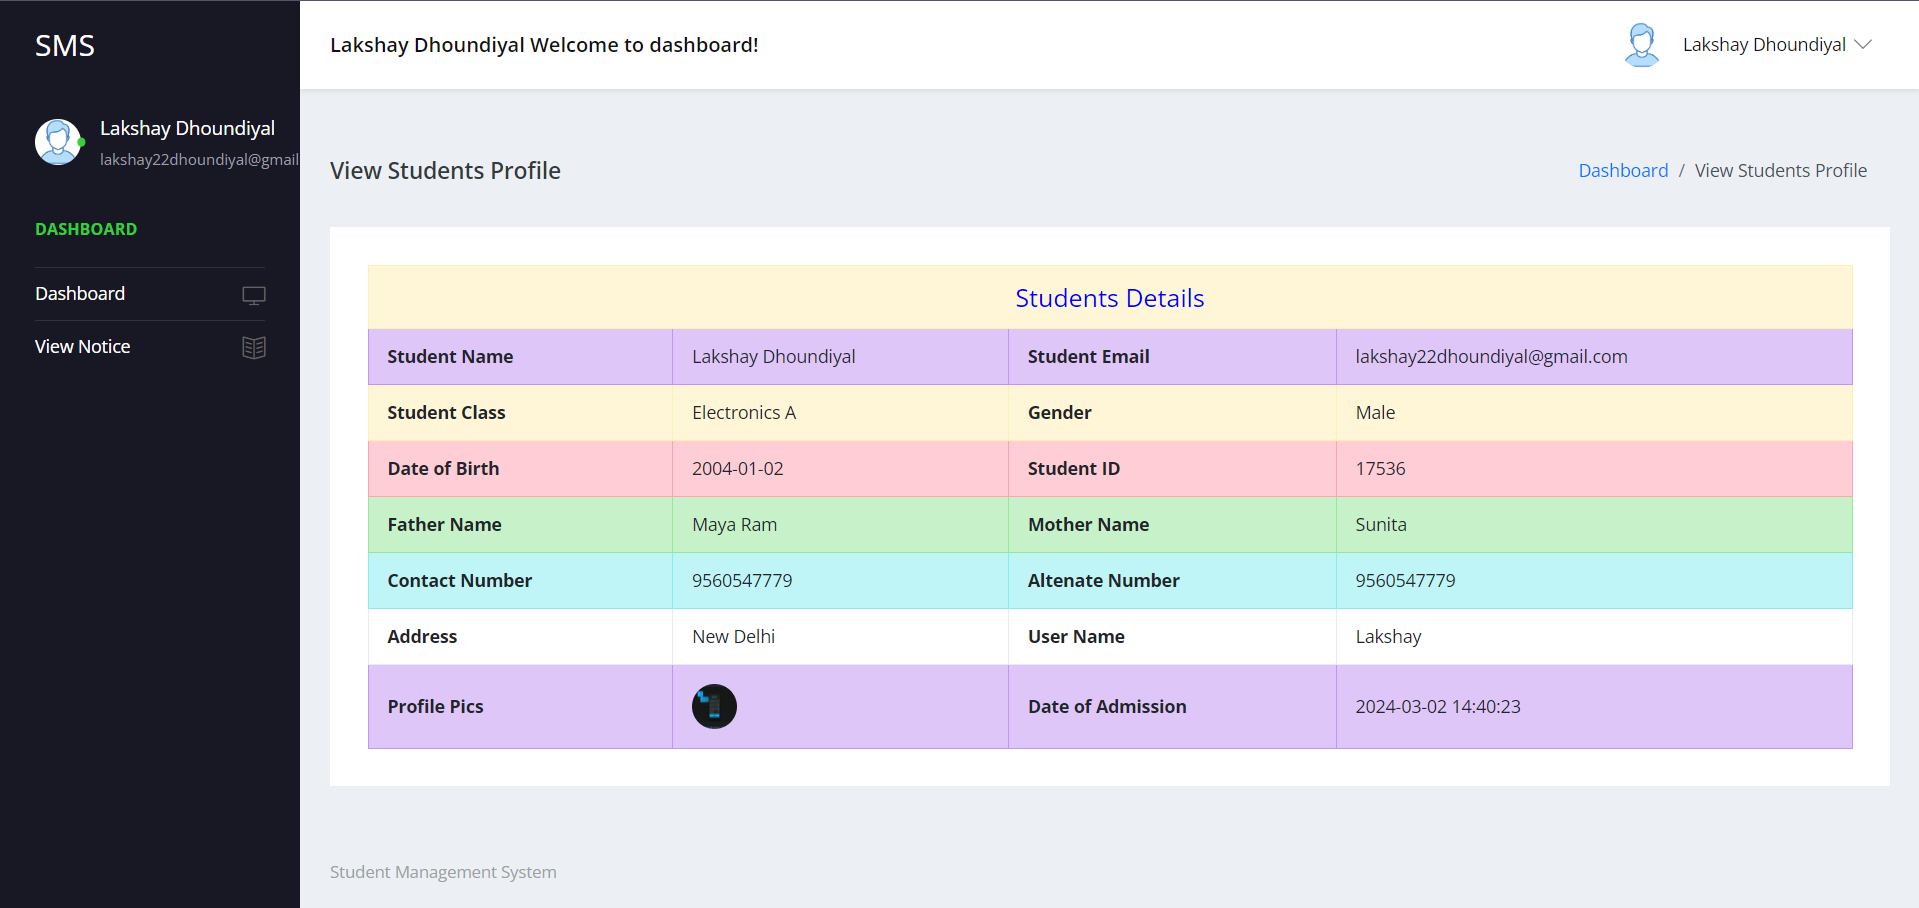 SMS
Lakshay Dhoundiyal Welcome to dashboard!
Lakshay Dhoundiyal
Lakshay Dhoundiyal
lakshay22dhoundiyal@gmail
DASHBOARD
Dashboard
View Notice
View Students Profile
Dashboard / View Students Profile
Students Details
Student Name Lakshay Dhoundiyal Student Email lakshay22dhoundiyal@gmail.com
Student Class Electronics A Gender Male
Date of Birth 2004-01-02 Student ID 17536
Father Name Maya Ram Mother Name Sunita
Contact Number 9560547779 Altenate Number 9560547779
Address New Delhi User Name Lakshay
Profile Pics Date of Admission 2024-03-02 14:40:23
Student Management System